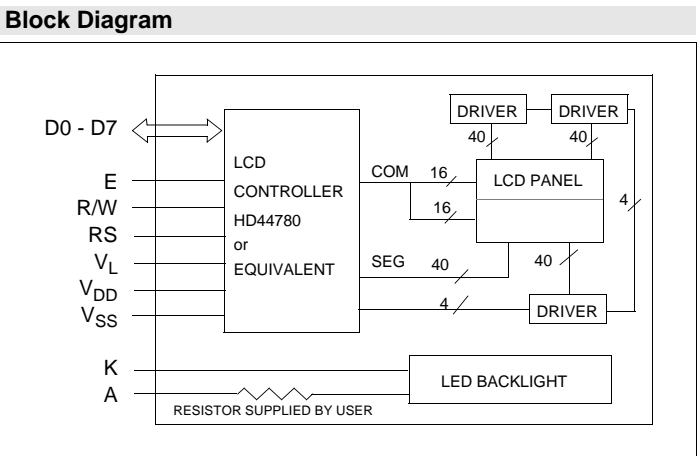 Block Diagram
D0 - D7
E
R/W
RS
VL
VDD
VSS
K
A
LCD
CONTROLLER
HD44780
or
EQUIVALENT
COM
16
16
SEG
40
4
DRIVER
DRIVER
40
40
LCD PANEL
4
40
DRIVER
LED BACKLIGHT
RESISTOR SUPPLIED BY USER